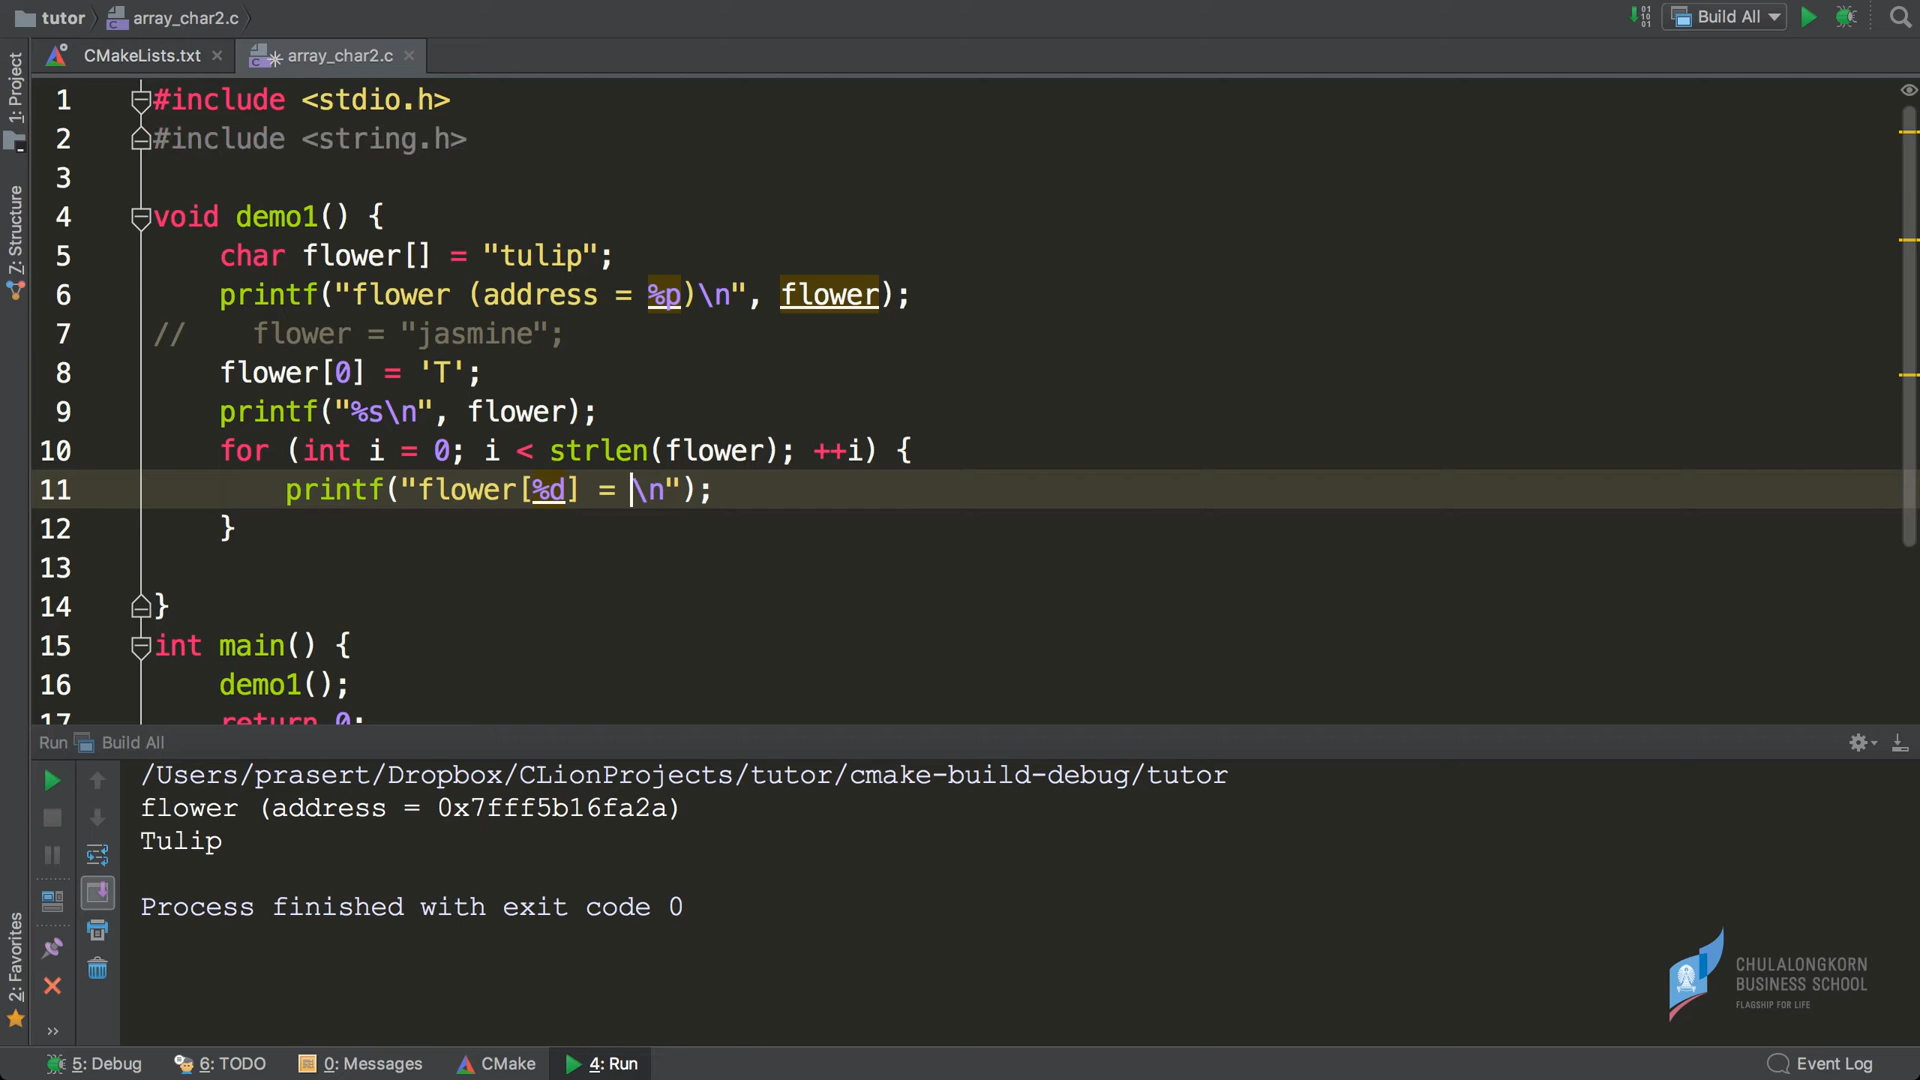 tutor array_char2.c Build All
CMakeLists.txt array_char2.c
1: Project
7: Structure
2: Favorites
1 #include <stdio.h>
2 #include <string.h>
3
4 void demo1() {
5 char flower[] = "tulip";
6 printf("flower (address = %p)\n", flower);
7 // flower = "jasmine";
8 flower[0] = 'T';
9 printf("%s\n", flower);
10 for (int i = 0; i < strlen(flower); ++i) {
11 printf("flower[%d] = \n");
12 }
13
14 }
15 int main() {
16 demo1();
17 return 0;
Run Build All
/Users/prasert/Dropbox/CLionProjects/tutor/cmake-build-debug/tutor
flower (address = 0x7fff5b16fa2a)
Tulip
Process finished with exit code 0
CHULALONGKORN
BUSINESS SCHOOL
FLAGSHIP FOR LIFE
5: Debug 6: TODO 0: Messages CMake 4: Run Event Log